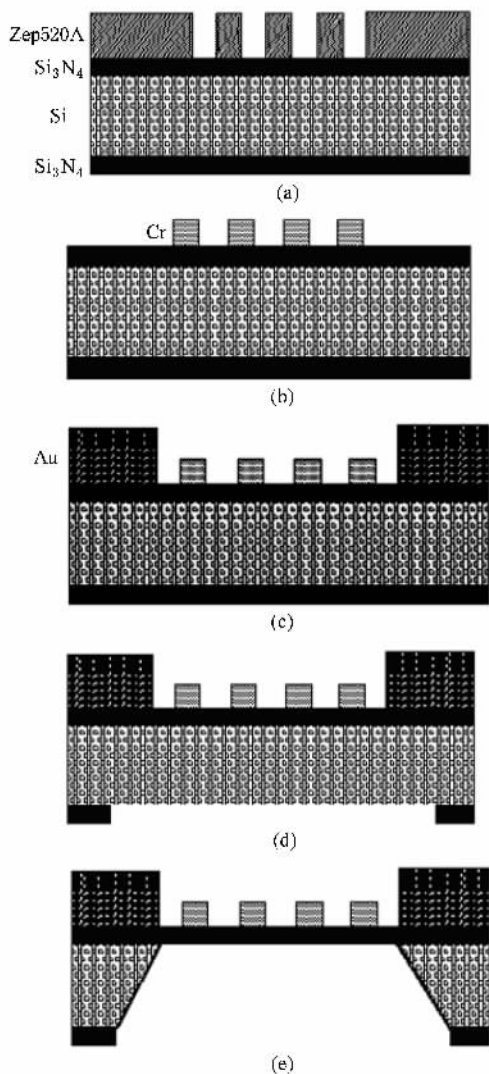 Zep520A
Si₃N₄
Si
Si₃N₄
(a)
Cr
(b)
Au
(c)
(d)
(e)